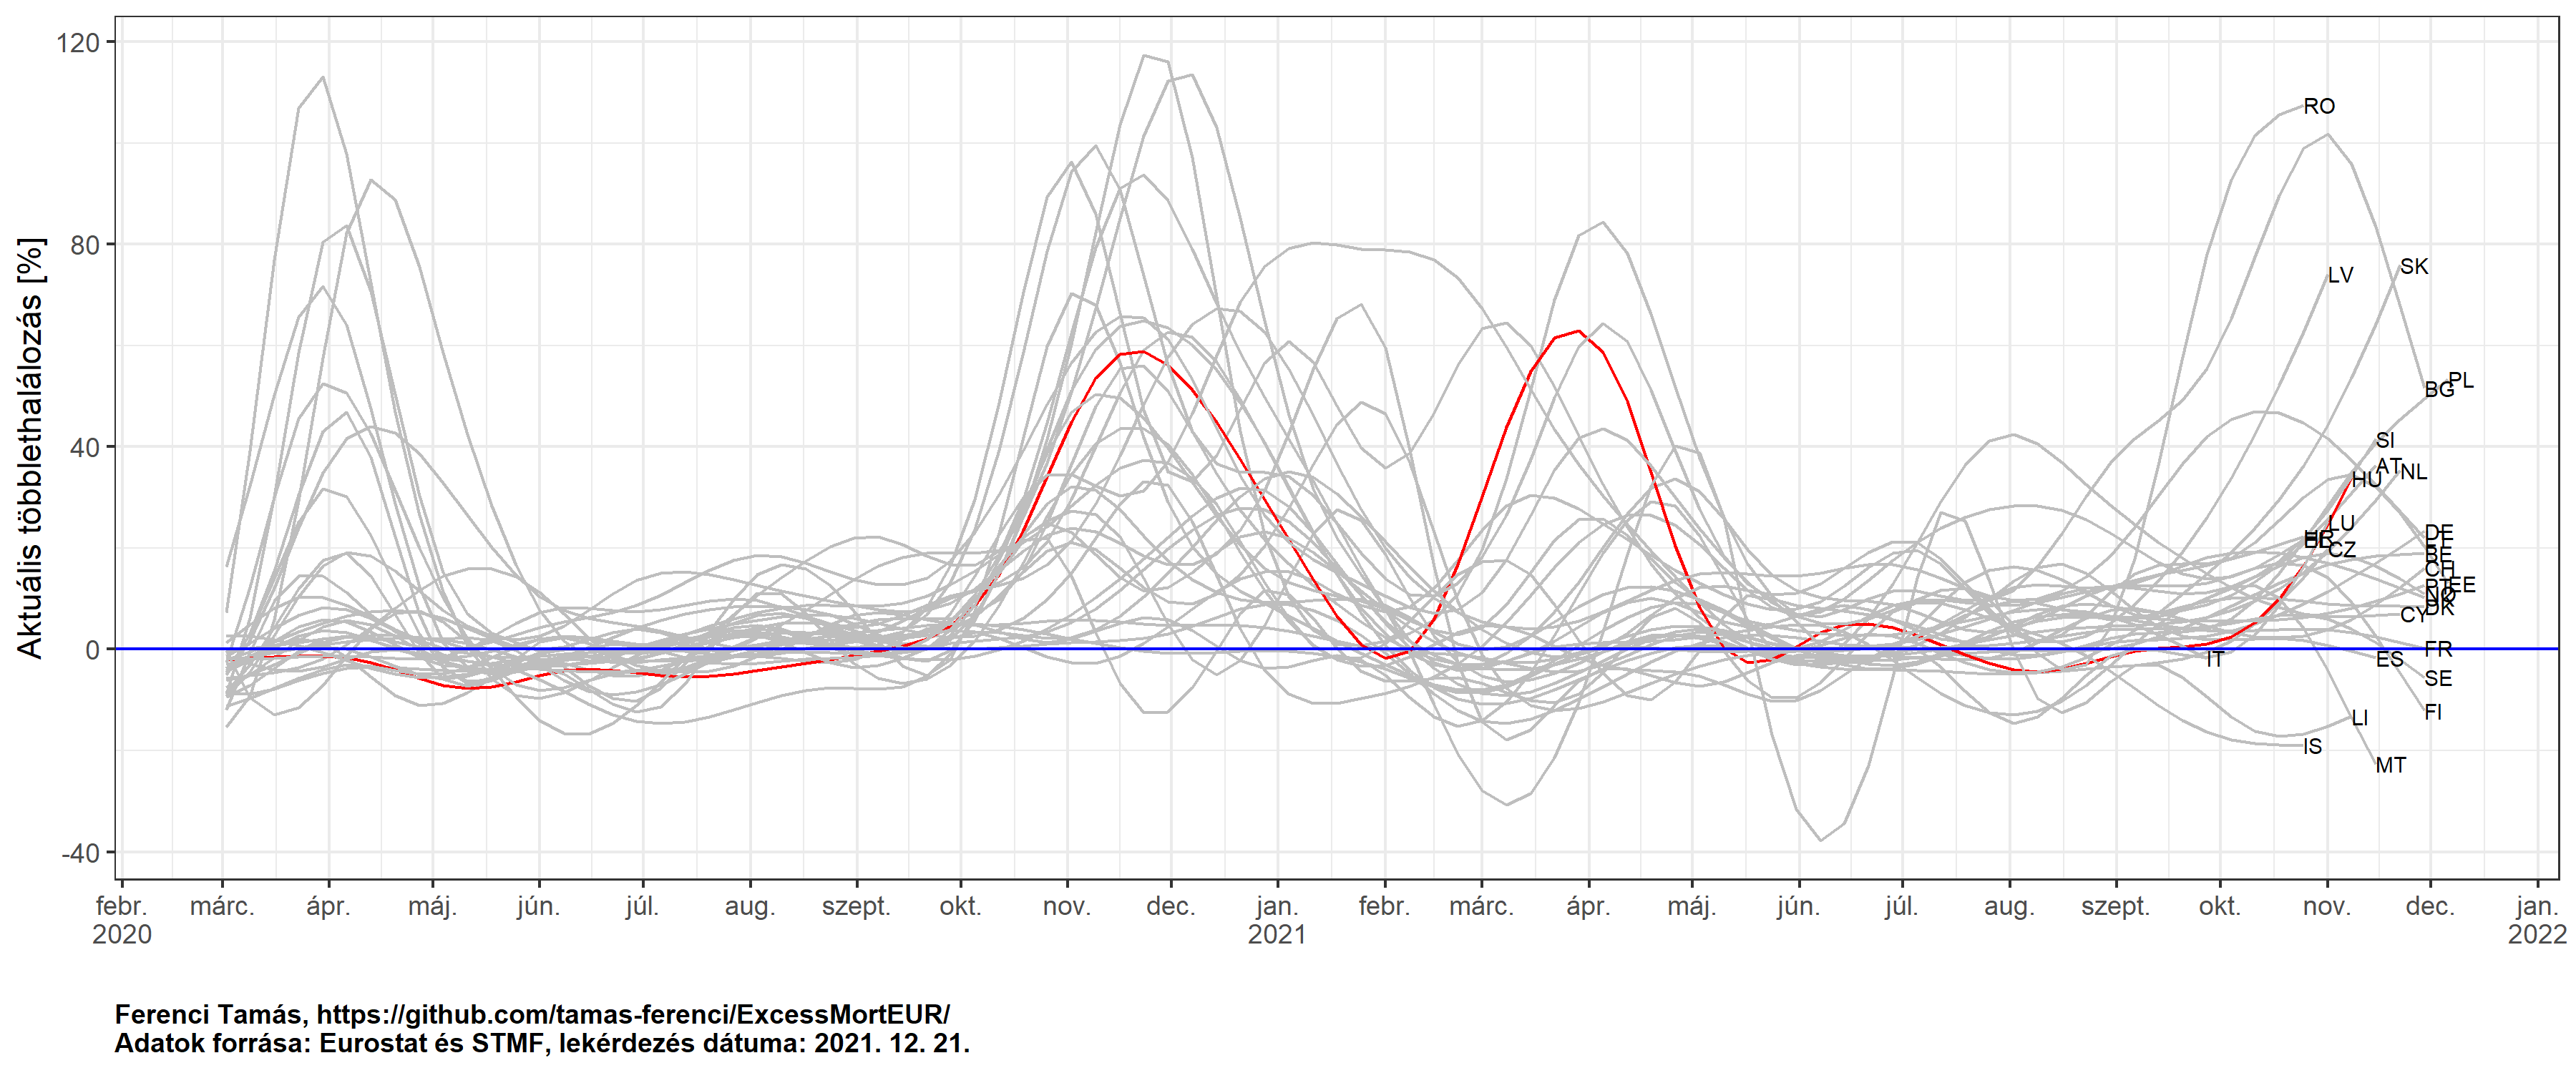 Aktuális többlethalálozás [%]
120
80
40
0
-40
RO
LV
SK
PL
BG
SI
AT
NL
HU
LU
CZ
DE
BE
CH
EE
NO
DK
CY
FR
IT
ES
SE
FI
LI
IS
MT
febr. márc. ápr. máj. jún. júl. aug. szept. okt. nov. dec. jan. febr. márc. ápr. máj. jún. júl. aug. szept. okt. nov. dec. jan.
2020 2021 2022
Ferenci Tamás, https://github.com/tamas-ferenci/ExcessMortEUR/
Adatok forrása: Eurostat és STMF, lekérdezés dátuma: 2021. 12. 21.